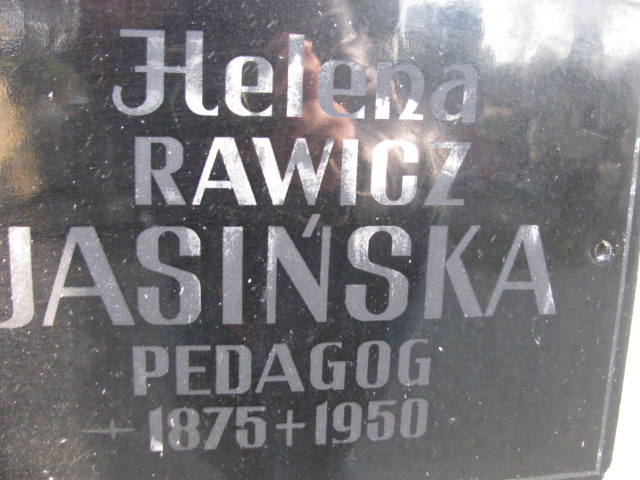 Helena
RAWICZ
JASIŃSKA
PEDAGOG
1875 + 1950